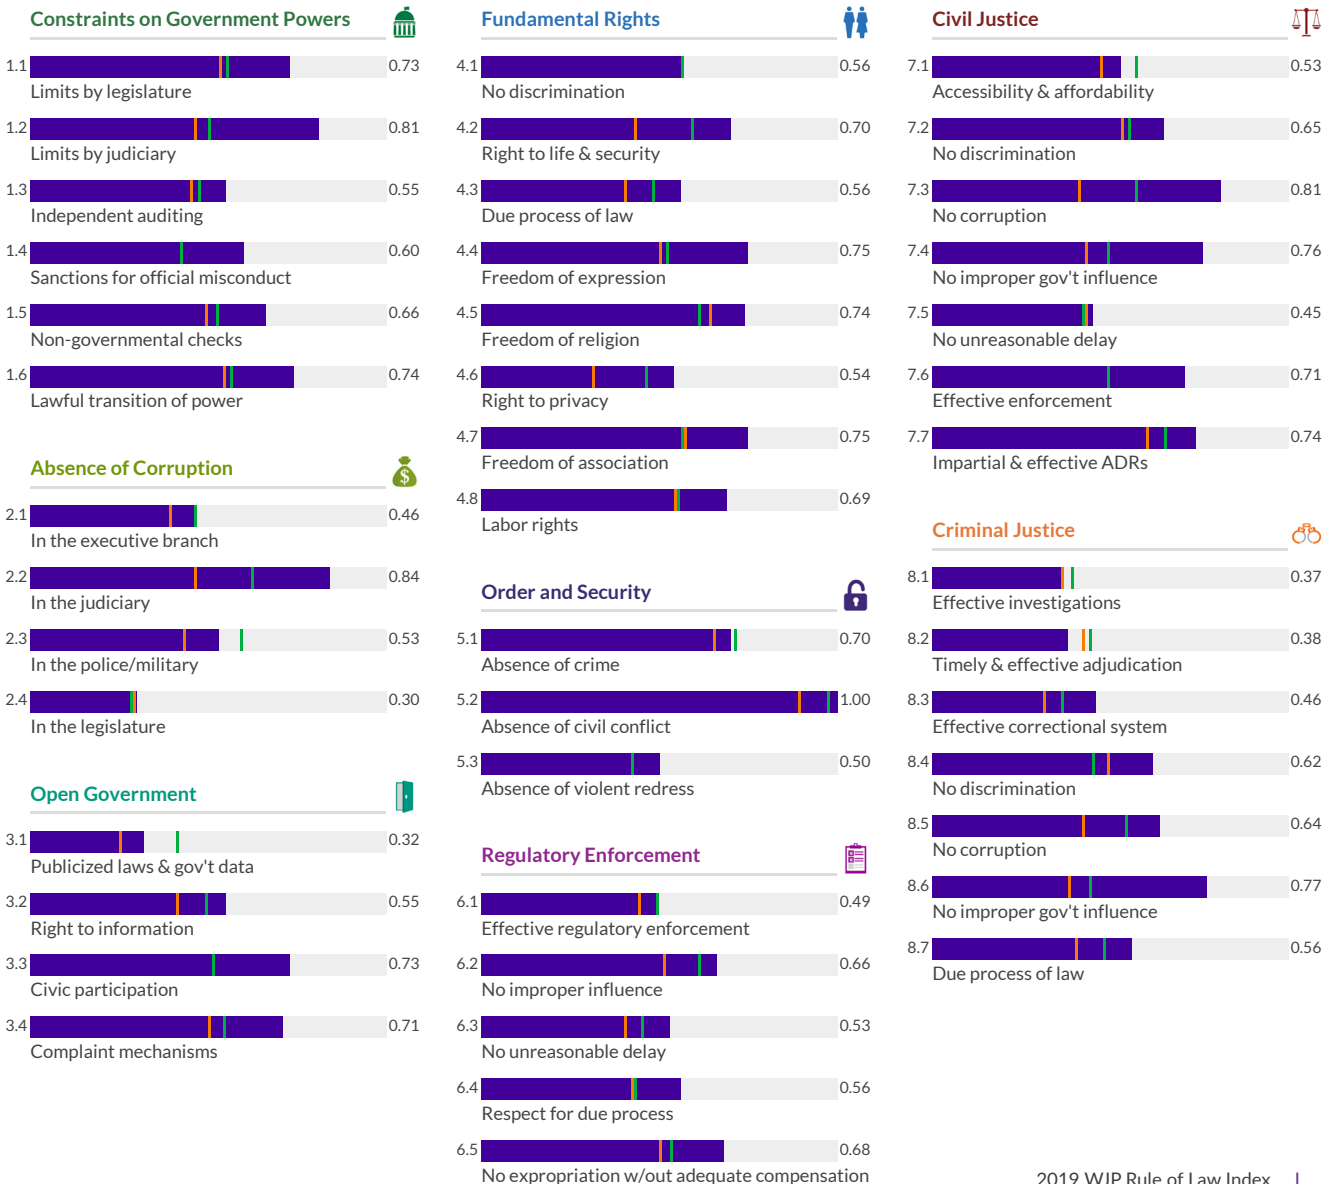 Constraints on Government Powers
1.1 0.73
Limits by legislature
1.2 0.81
Limits by judiciary
1.3 0.55
Independent auditing
1.4 0.60
Sanctions for official misconduct
1.5 0.66
Non-governmental checks
1.6 0.74
Lawful transition of power
Absence of Corruption
2.1 0.46
In the executive branch
2.2 0.84
In the judiciary
2.3 0.53
In the police/military
2.4 0.30
In the legislature
Open Government
3.1 0.32
Publicized laws & gov't data
3.2 0.55
Right to information
3.3 0.73
Civic participation
3.4 0.71
Complaint mechanisms
Fundamental Rights
4.1 0.56
No discrimination
4.2 0.70
Right to life & security
4.3 0.56
Due process of law
4.4 0.75
Freedom of expression
4.5 0.74
Freedom of religion
4.6 0.54
Right to privacy
4.7 0.75
Freedom of association
4.8 0.69
Labor rights
Order and Security
5.1 0.70
Absence of crime
5.2 1.00
Absence of civil conflict
5.3 0.50
Absence of violent redress
Regulatory Enforcement
6.1 0.49
Effective regulatory enforcement
6.2 0.66
No improper influence
6.3 0.53
No unreasonable delay
6.4 0.56
Respect for due process
6.5 0.68
No expropriation w/out adequate compensation
Civil Justice
7.1 0.53
Accessibility & affordability
7.2 0.65
No discrimination
7.3 0.81
No corruption
7.4 0.76
No improper gov't influence
7.5 0.45
No unreasonable delay
7.6 0.71
Effective enforcement
7.7 0.74
Impartial & effective ADRs
Criminal Justice
8.1 0.37
Effective investigations
8.2 0.38
Timely & effective adjudication
8.3 0.46
Effective correctional system
8.4 0.62
No discrimination
8.5 0.64
No corruption
8.6 0.77
No improper gov't influence
8.7 0.56
Due process of law
2019 WJP Rule of Law Index